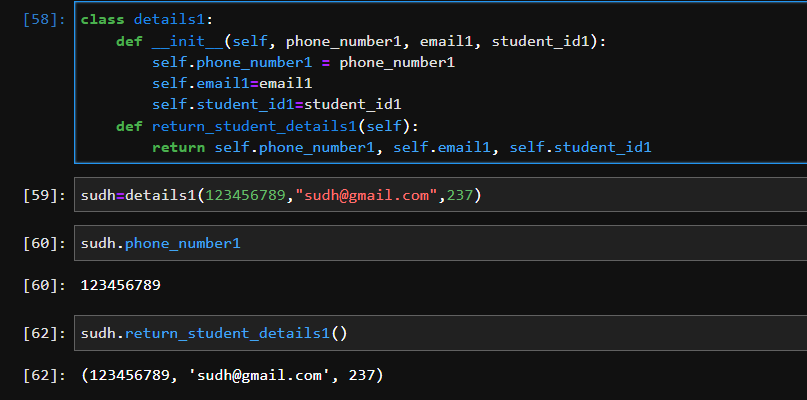 [58]: class details1:
    def __init__(self, phone_number1, email1, student_id1):
        self.phone_number1 = phone_number1
        self.email1=email1
        self.student_id1=student_id1
    def return_student_details1(self):
        return self.phone_number1, self.email1, self.student_id1
[59]: sudh=details1(123456789,"sudh@gmail.com",237)
[60]: sudh.phone_number1
[60]: 123456789
[62]: sudh.return_student_details1()
[62]: (123456789, 'sudh@gmail.com', 237)